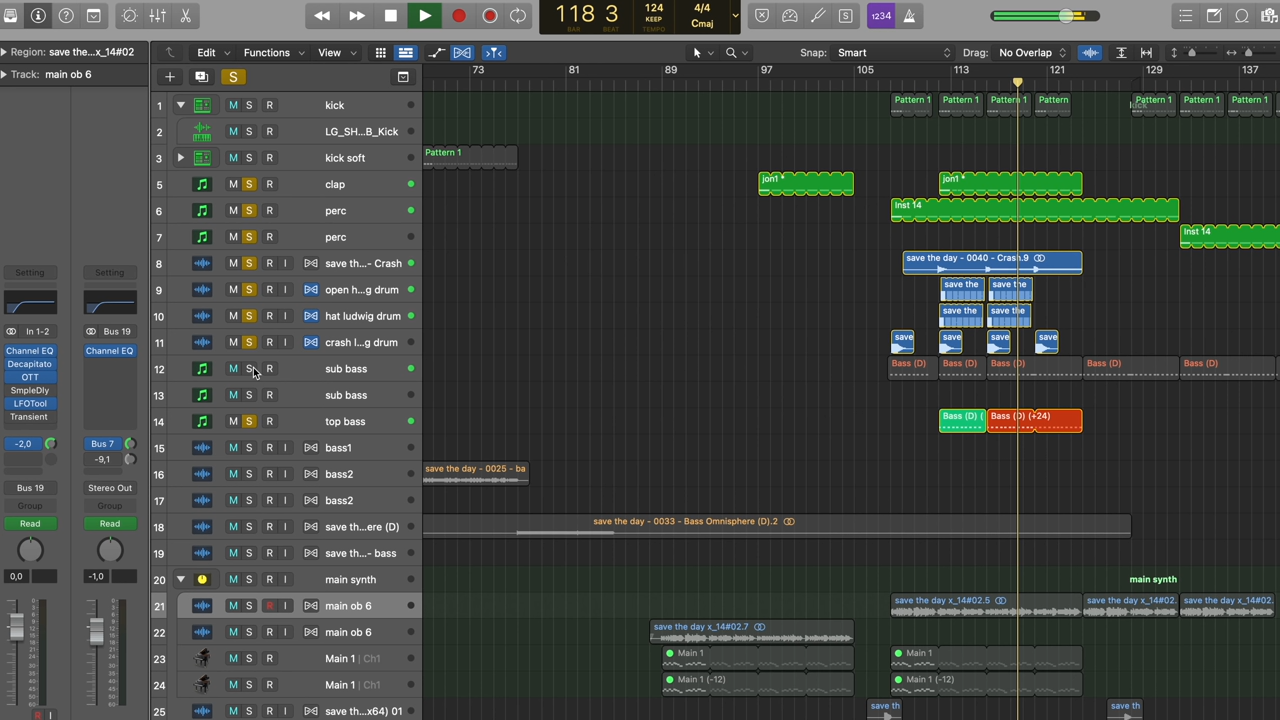 118 3
BAR BEAT
124
KEEP
TEMPO
4/4
Cmaj
1234
Region: save the...x_14#02
Edit Functions View Snap: Smart Drag: No Overlap
Track: main ob 6
S
73 81 89 97 105 113 121 129 137
1 M S R kick
Pattern 1 Pattern 1 Pattern 1 Pattern Pattern 1 Pattern 1 Pattern 1
2 M S R LG_SH...B_Kick
3 M S R kick soft
Pattern 1
5 M S R clap
jon1 * jon1 *
6 M S R perc
Inst 14
7 M S R perc
Inst 14
8 M S R I save th...- Crash
save the day - 0040 - Crash.9
9 M S R I open h...g drum
save the save the
10 M S R I hat ludwig drum
save the save the
11 M S R I crash l...g drum
save save save save
12 M S R sub bass
Bass (D) Bass (D) Bass (D) Bass (D) Bass (D)
13 M S R sub bass
14 M S R top bass
Bass (D) ( Bass (D) (+24)
15 M S R I bass1
16 M S R I bass2
save the day - 0025 - ba
17 M S R I bass2
18 M S R I save th...ere (D)
save the day - 0033 - Bass Omnisphere (D).2
19 M S R I save th...- bass
20 M S R I main synth
main synth
21 M S R I main ob 6
save the day x_14#02.5 save the day x_14#02. save the day x_14#02.
22 M S R I main ob 6
save the day x_14#02.7
23 M S R Main 1 | Ch1
Main 1 Main 1
24 M S R Main 1 | Ch1
Main 1 (-12) Main 1 (-12)
25 M S R I save th...x64) 01
save th save th
Setting Setting
In 1-2 Bus 19
Channel EQ Channel EQ
Decapitato
OTT
SmpleDly
LFOTool
Transient
-2,0 Bus 7
-9,1
Bus 19 Stereo Out
Group Group
Read Read
0,0 -1,0
R I